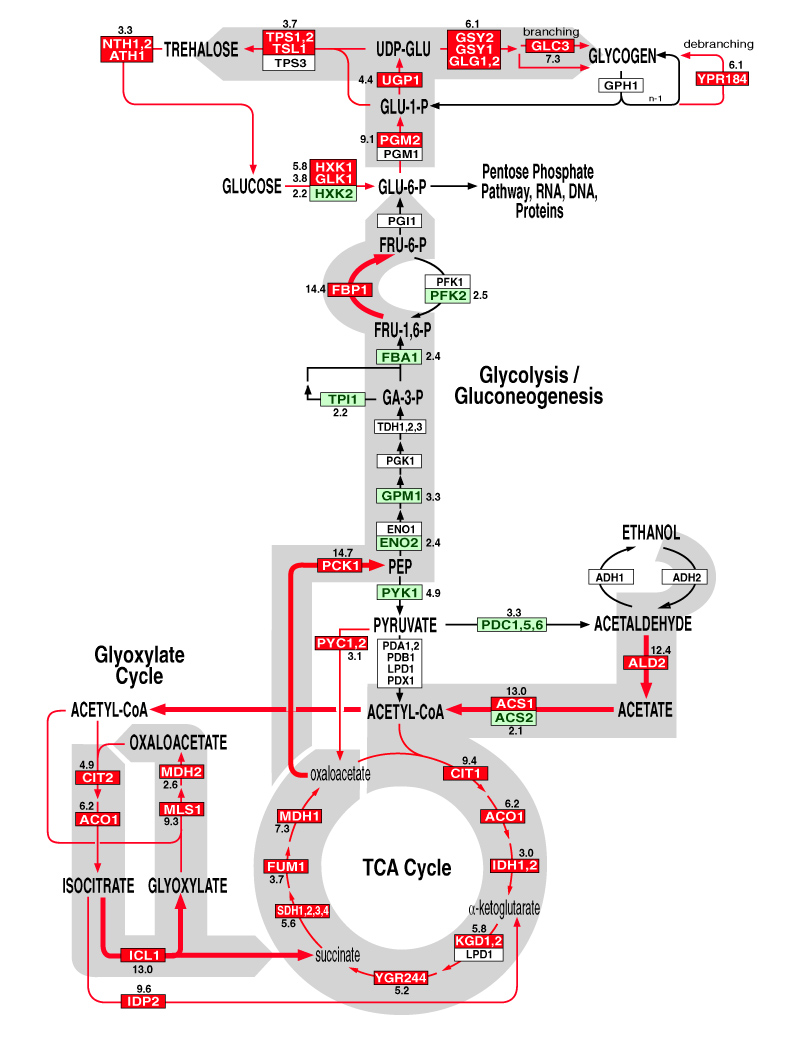 3.3
NTH1,2
ATH1
TREHALOSE
3.7
TPS1,2
TSL1
TPS3
UDP-GLU
6.1
GSY2
GSY1
GLG1,2
branching
GLC3
7.3
GLYCOGEN
debranching
6.1
YPR184
GPH1
n-1
4.4
UGP1
GLU-1-P
9.1
PGM2
PGM1
GLUCOSE
5.8
3.8
2.2
HXK1
GLK1
HXK2
GLU-6-P
Pentose Phosphate
Pathway, RNA, DNA,
Proteins
PGI1
FRU-6-P
14.4
FBP1
PFK1
PFK2
2.5
FRU-1,6-P
FBA1
2.4
Glycolysis /
Gluconeogenesis
TPI1
2.2
GA-3-P
TDH1,2,3
PGK1
GPM1
3.3
ENO1
ENO2
2.4
14.7
PCK1
PEP
PYK1
4.9
ETHANOL
ADH1
ADH2
PYRUVATE
3.3
PDC1,5,6
ACETALDEHYDE
PYC1,2
3.1
PDA1,2
PDB1
LPD1
PDX1
12.4
ALD2
Glyoxylate
Cycle
ACETYL-CoA
ACETYL-CoA
13.0
ACS1
ACS2
2.1
ACETATE
OXALOACETATE
4.9
CIT2
MDH2
2.6
6.2
ACO1
MLS1
9.3
oxaloacetate
9.4
CIT1
MDH1
7.3
6.2
ACO1
FUM1
3.7
TCA Cycle
3.0
IDH1,2
ISOCITRATE
GLYOXYLATE
SDH1,2,3,4
5.6
α-ketoglutarate
5.8
KGD1,2
LPD1
ICL1
13.0
succinate
YGR244
5.2
9.6
IDP2